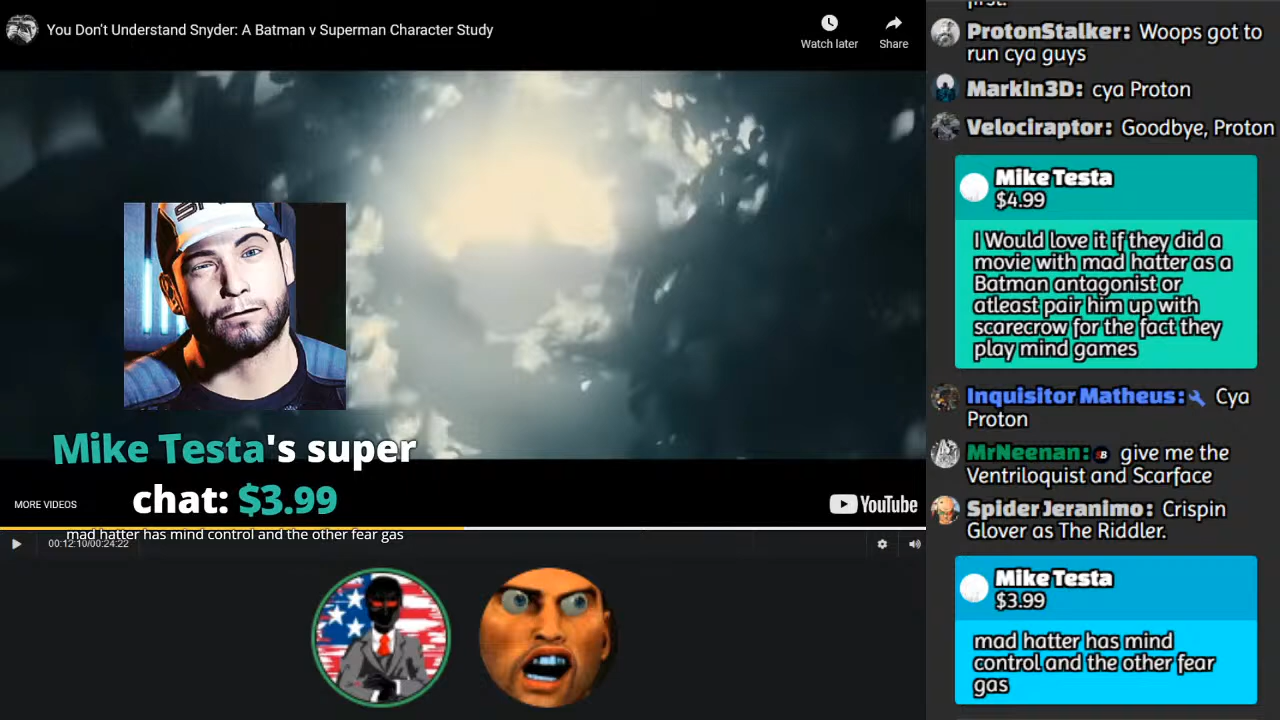 You Don't Understand Snyder: A Batman v Superman Character Study
Watch later
Share
Mike Testa's super
chat: $3.99
mad hatter has mind control and the other fear gas
MORE VIDEOS
YouTube
00:12:10/00:24:22
first.
ProtonStalker: Woops got to
run cya guys
MarkIn3D: cya Proton
Velociraptor: Goodbye, Proton
Mike Testa
$4.99
I Would love it if they did a
movie with mad hatter as a
Batman antagonist or
atleast pair him up with
scarecrow for the fact they
play mind games
Inquisitor Matheus: Cya
Proton
MrNeenan: give me the
Ventriloquist and Scarface
Spider Jeranimo: Crispin
Glover as The Riddler.
Mike Testa
$3.99
mad hatter has mind
control and the other fear
gas